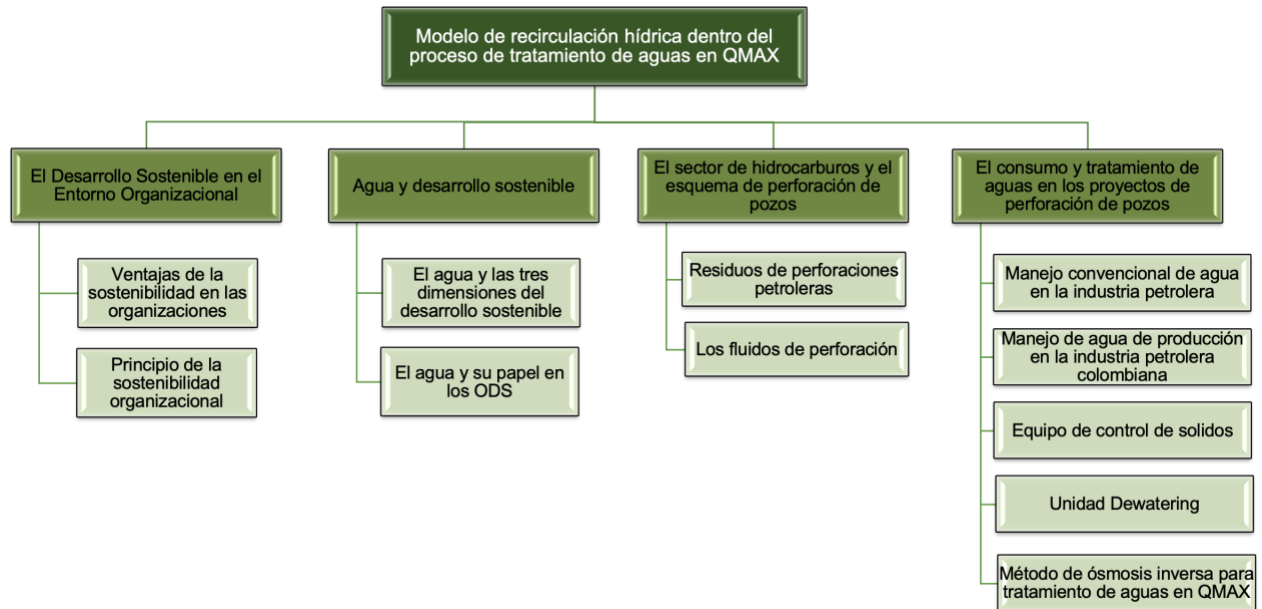 Modelo de recirculación hídrica dentro del
proceso de tratamiento de aguas en QMAX
El Desarrollo Sostenible en el
Entorno Organizacional
Ventajas de la
sostenibilidad en las
organizaciones
Principio de la
sostenibilidad
organizacional
Agua y desarrollo sostenible
El agua y las tres
dimensiones del
desarrollo sostenible
El agua y su papel en
los ODS
El sector de hidrocarburos y el
esquema de perforación de
pozos
Residuos de perforaciones
petroleras
Los fluidos de perforación
El consumo y tratamiento de
aguas en los proyectos de
perforación de pozos
Manejo convencional de agua
en la industria petrolera
Manejo de agua de producción
en la industria petrolera
colombiana
Equipo de control de solidos
Unidad Dewatering
Método de ósmosis inversa para
tratamiento de aguas en QMAX